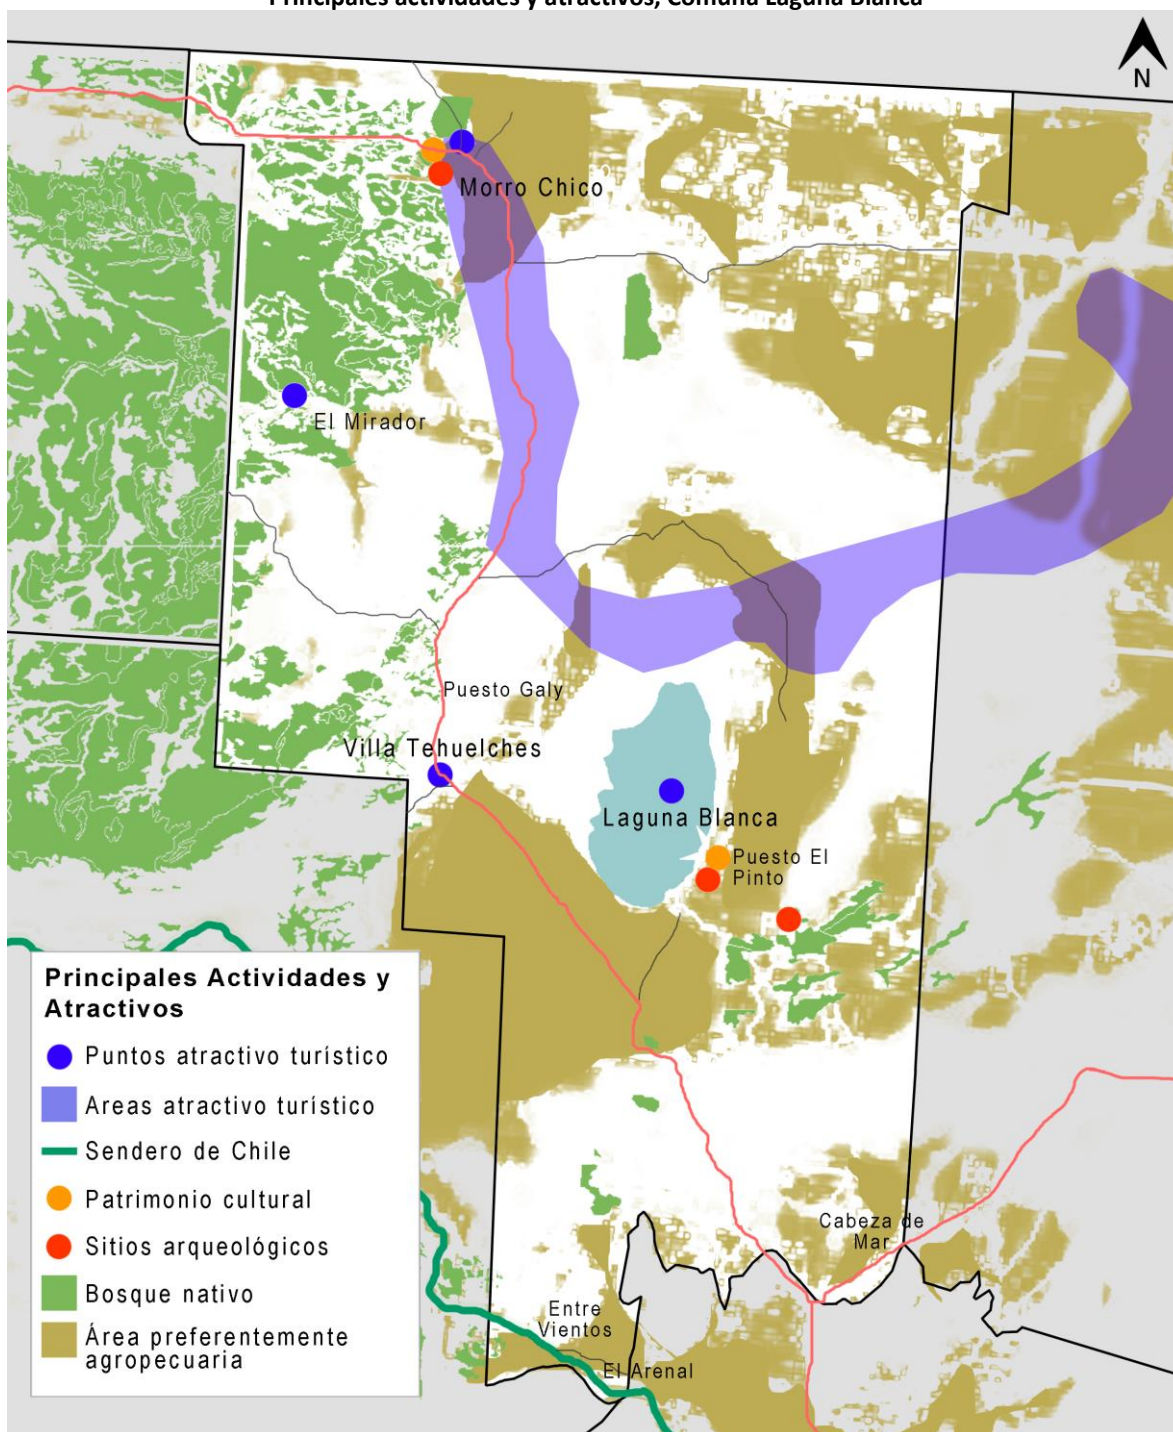 Principales actividades y atractivos, Comuna Laguna Blanca
N
Morro Chico
El Mirador
Puesto Galy
Villa Tehuelches
Laguna Blanca
Puesto El
Pinto
Cabeza de
Mar
Entre
Vientos
El Arenal
Principales Actividades y
Atractivos
Puntos atractivo turístico
Areas atractivo turístico
Sendero de Chile
Patrimonio cultural
Sitios arqueológicos
Bosque nativo
Área preferentemente
agropecuaria